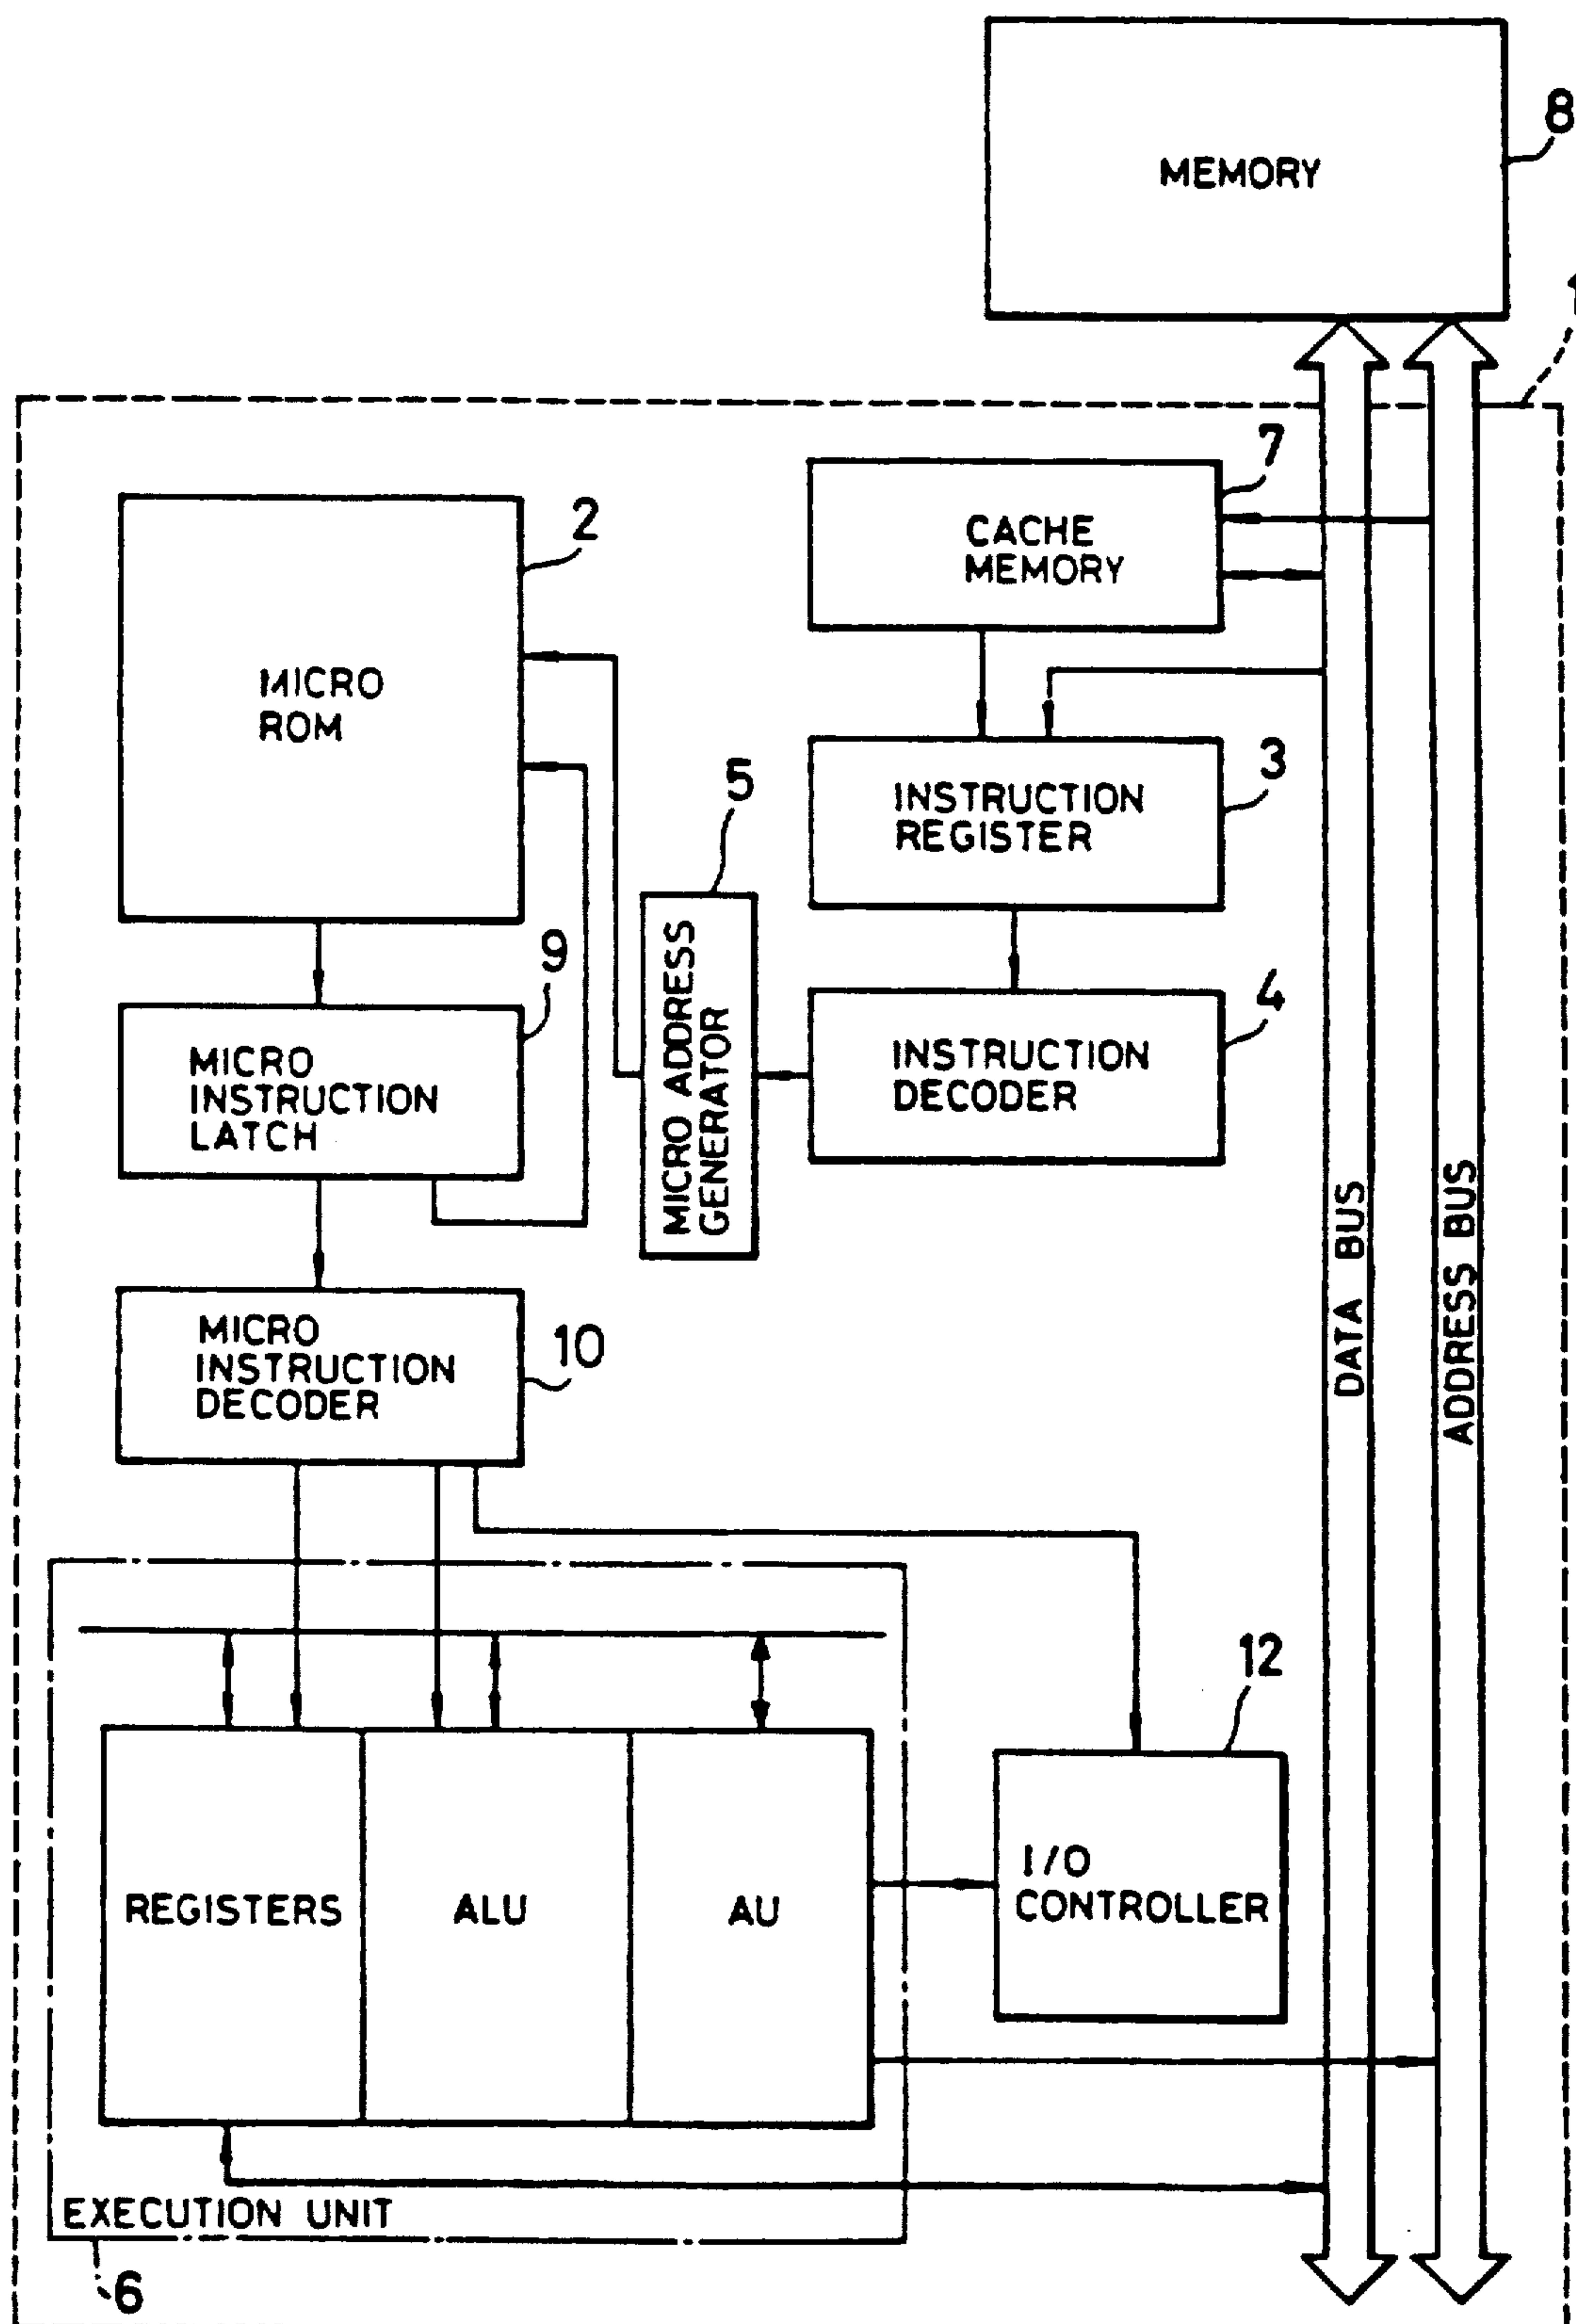 MEMORY
8
1
7
CACHE
MEMORY
2
MICRO
ROM
3
INSTRUCTION
REGISTER
5
MICRO ADDRESS
GENERATOR
9
MICRO
INSTRUCTION
LATCH
4
INSTRUCTION
DECODER
DATA BUS
ADDRESS BUS
MICRO
INSTRUCTION
DECODER
10
12
I/O
CONTROLLER
REGISTERS
ALU
AU
EXECUTION UNIT
6